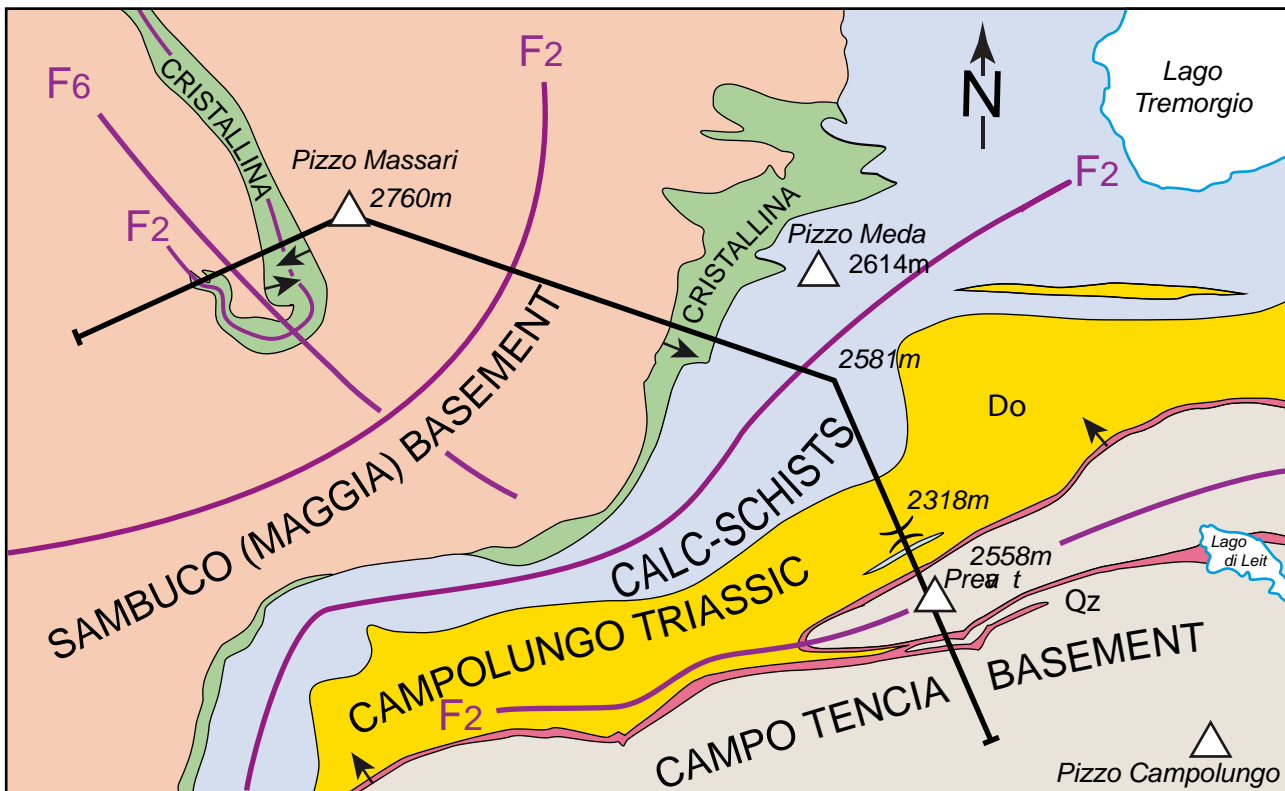 F2
F6
CRISTALLINA
N
Lago
Tremorgio
Pizzo Massari
2760m
F2
F2
CRISTALLINA
Pizzo Meda
2614m
2581m
Do
SAMBUCO (MAGGIA) BASEMENT
CALC-SCHISTS
2318m
2558m
Lago
di Leit
CAMPOLUNGO TRIASSIC
Qz
F2
CAMPO TENCIA BASEMENT
Pizzo Campolungo